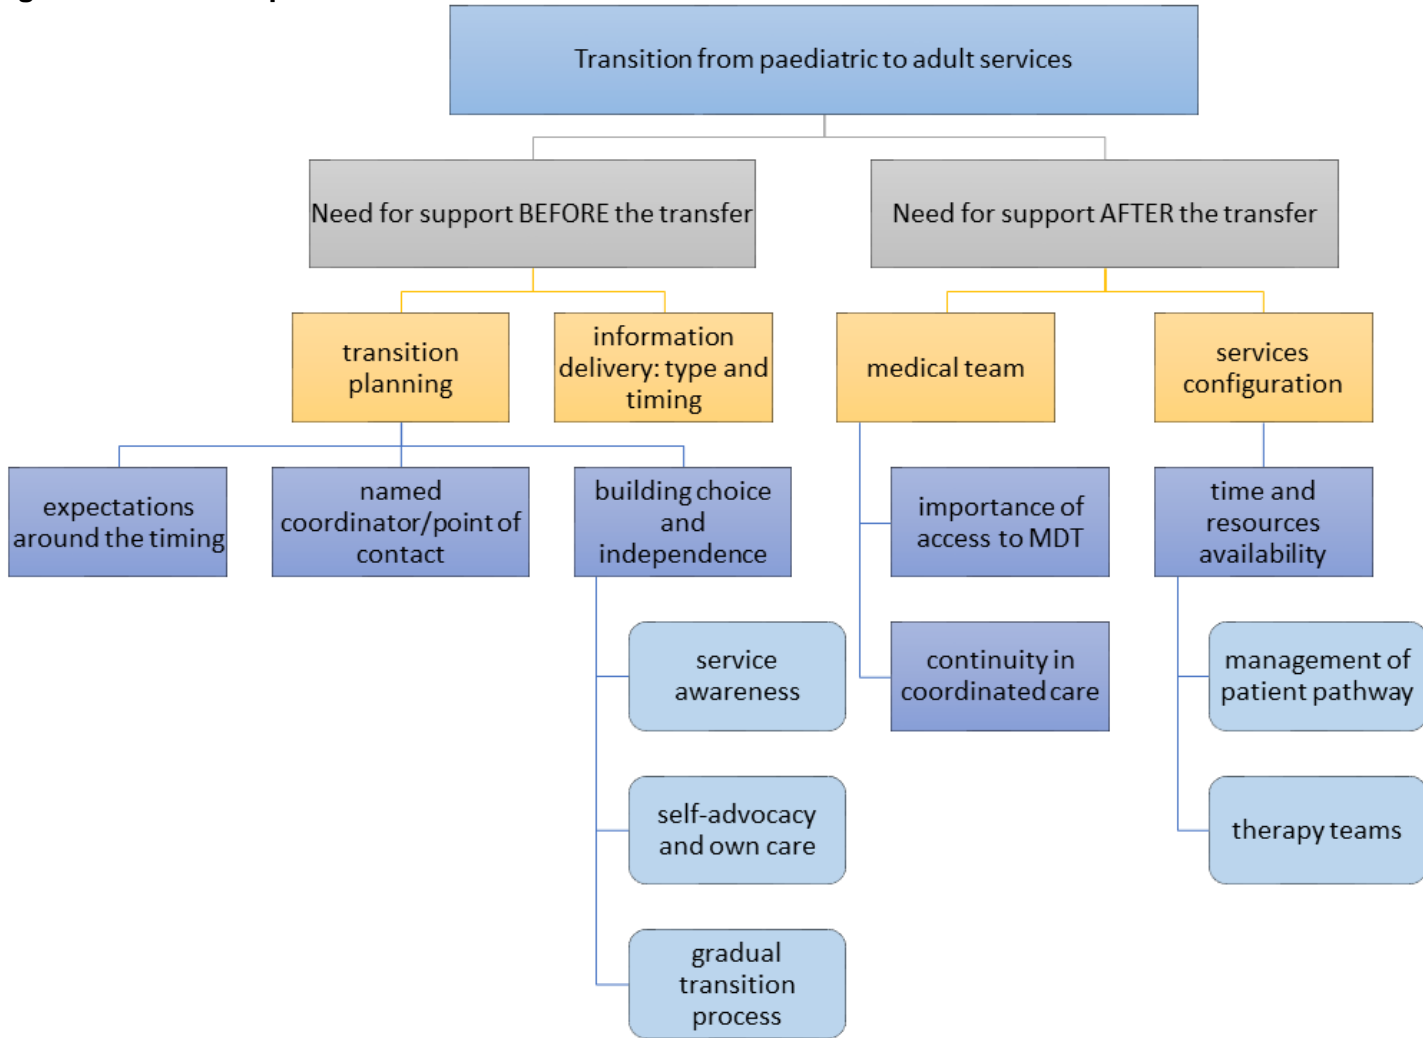 Transition from paediatric to adult services
Need for support BEFORE the transfer
Need for support AFTER the transfer
transition
planning
information
delivery: type and
timing
medical team
services
configuration
expectations
around the timing
named
coordinator/point of
contact
building choice
and
independence
importance of
access to MDT
time and
resources
availability
service
awareness
continuity in
coordinated care
management of
patient pathway
self-advocacy
and own care
therapy teams
gradual
transition
process